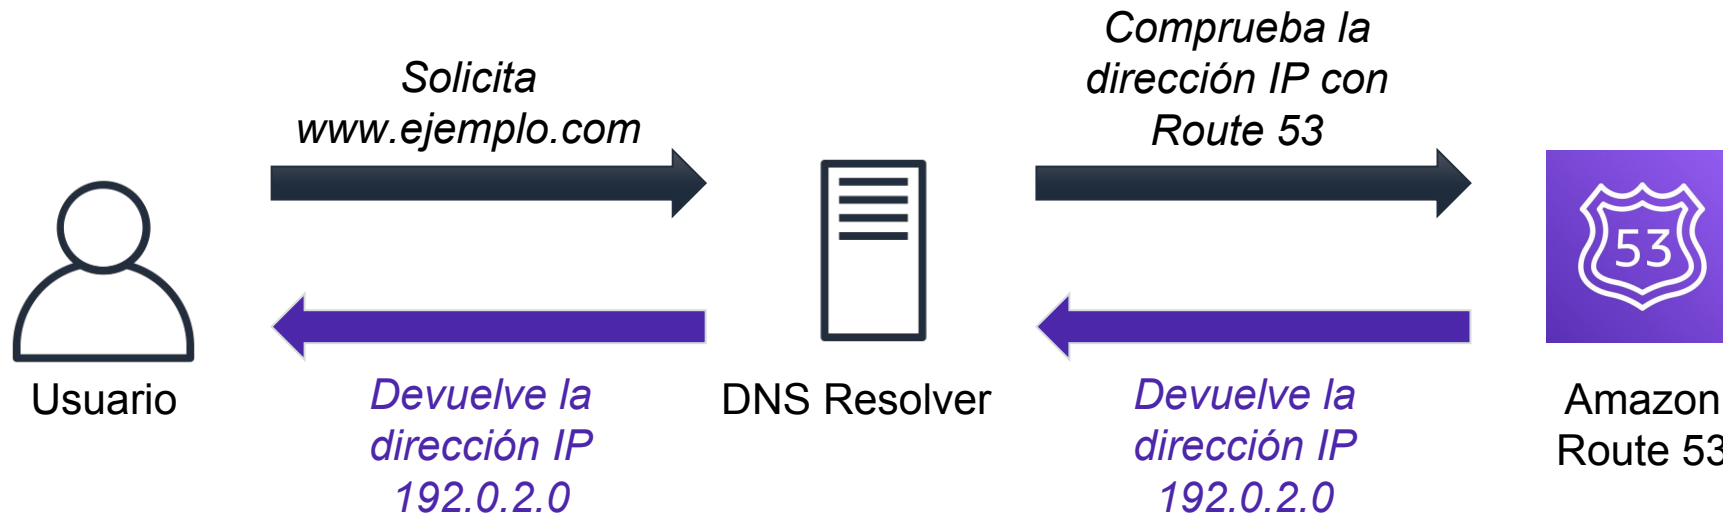 Solicita
www.ejemplo.com
Comprueba la
dirección IP con
Route 53
53
Usuario
Devuelve la
dirección IP
192.0.2.0
DNS Resolver
Devuelve la
dirección IP
192.0.2.0
Amazon
Route 53